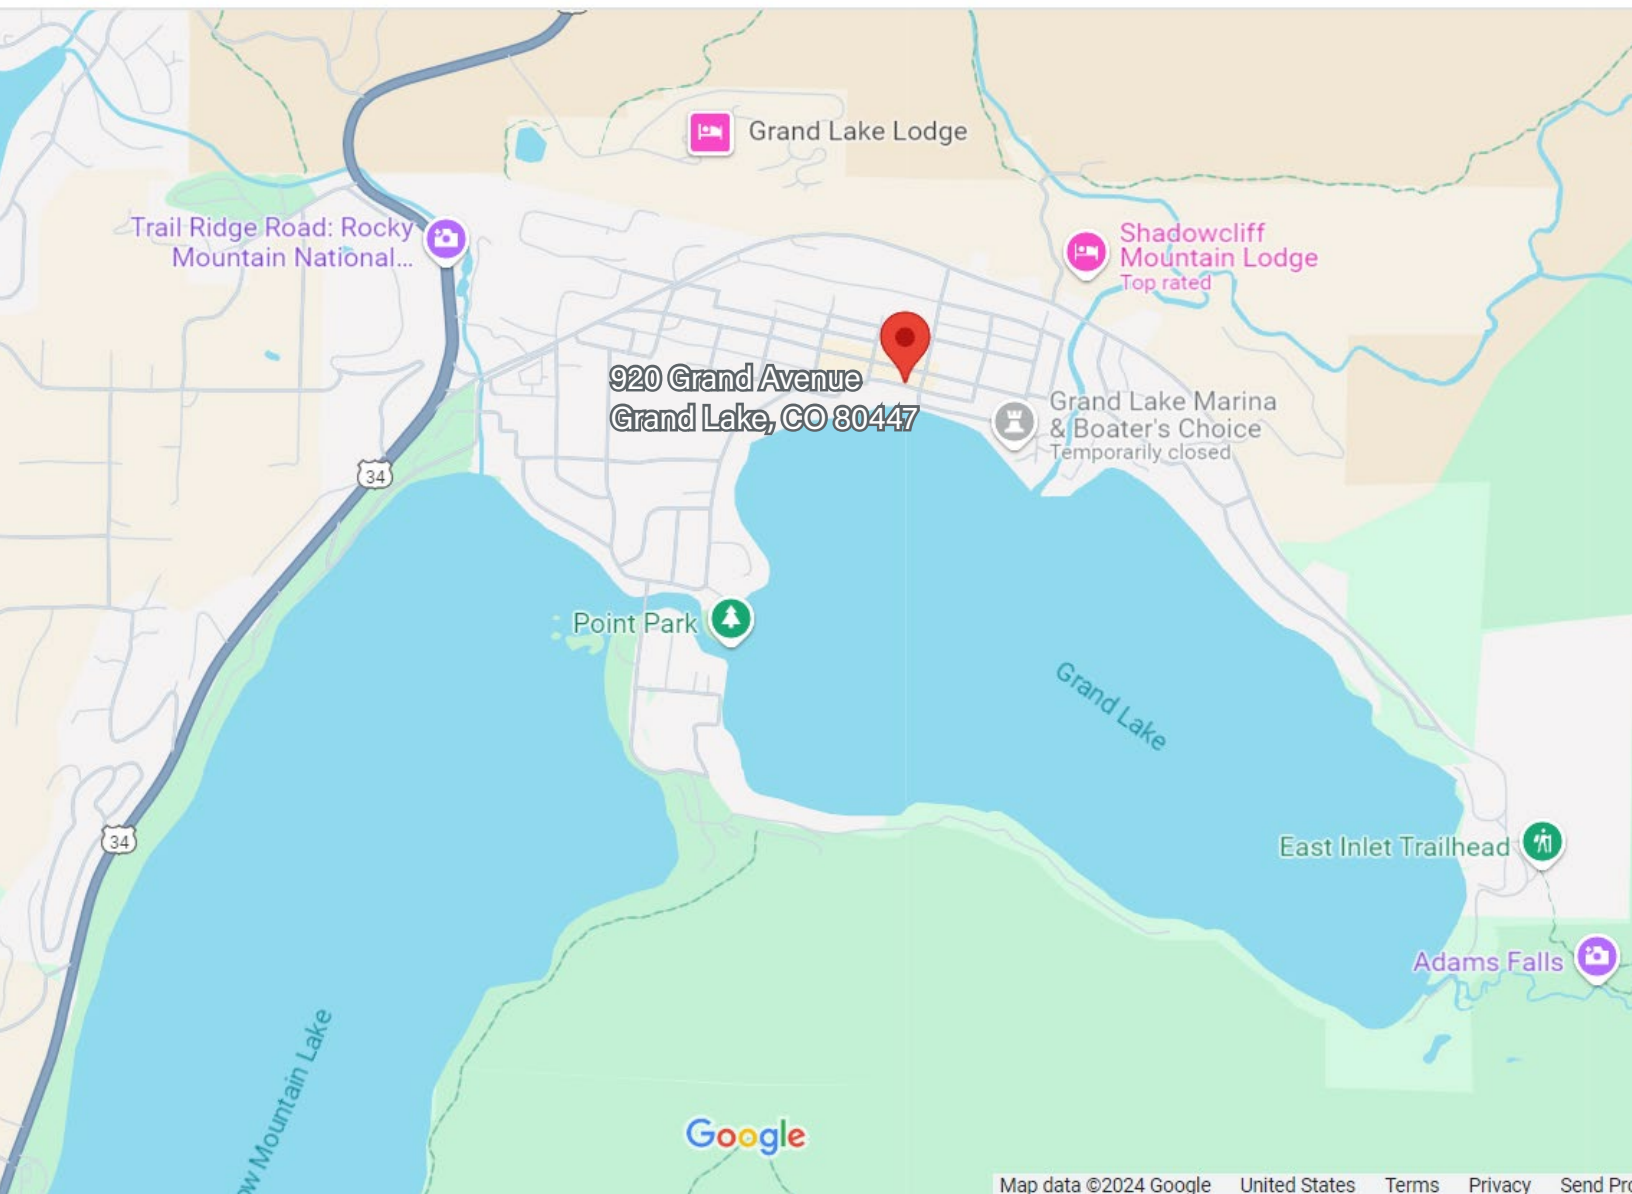 Grand Lake Lodge
Trail Ridge Road: Rocky
Mountain National...
Shadowcliff
Mountain Lodge
Top rated
920 Grand Avenue
Grand Lake, CO 80447
Grand Lake Marina
& Boater's Choice
Temporarily closed
34
Point Park
Grand Lake
34
East Inlet Trailhead
Adams Falls
Mountain Lake
Google
Map data ©2024 Google United States Terms Privacy Send